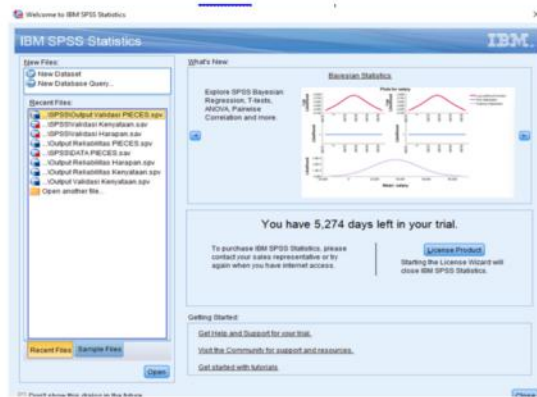 Welcome to IBM SPSS Statistics
IBM SPSS Statistics
IBM.
New Files:
New Dataset
New Database Query...
Recent Files:
...\SPSS\Output Validasi PIECES.spv
...\SPSS\Validasi Kenyataan.sav
...\SPSS\Validasi Harapan.sav
...\Output Reliabilitas PIECES.spv
...\SPSS\DATA PIECES.sav
...\Output Reliabilitas Harapan.spv
...\Output Reliabilitas Kenyataan.spv
...\Output Validasi Kenyataan.spv
Open another file...
Recent Files
Sample Files
Open
What's New:
Explore SPSS Bayesian
Regression, T-tests,
ANOVA, Pairwise
Correlation and more.
Bayesian Statistics
Plots for salary
Mean: salary
You have 5,274 days left in your trial.
To purchase IBM SPSS Statistics, please
contact your sales representative or try
again when you have internet access.
License Product
Starting the License Wizard will
close IBM SPSS Statistics.
Getting Started:
Get Help and Support for your trial.
Visit the Community for support and resources.
Get started with tutorials
Don't show this dialog in the future
Close